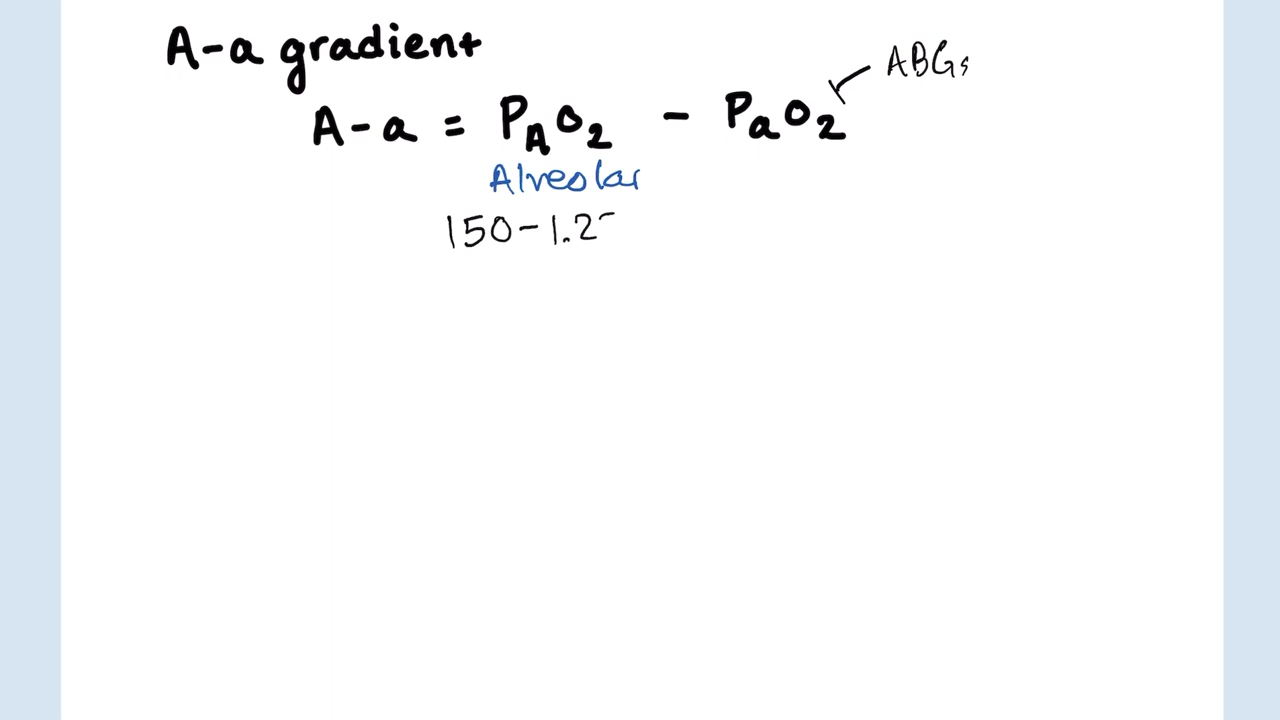 A-a gradient
ABGs
A-a = PAO2 - PaO2
Alveolar
150-1.2